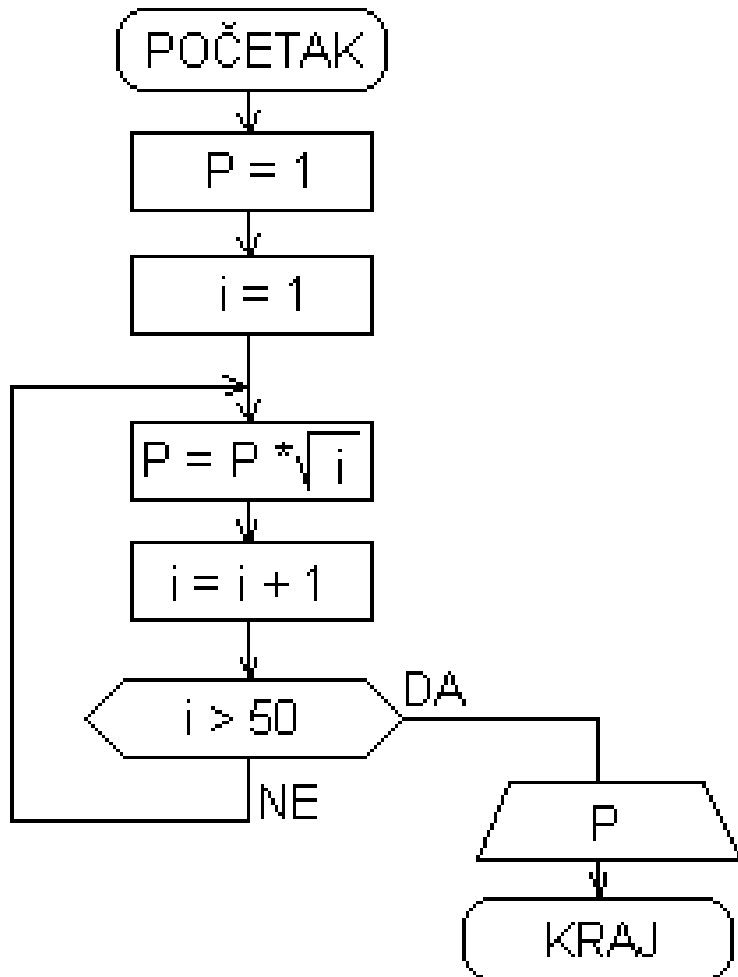 POČETAK
P = 1
i = 1
P = P * √i
i = i + 1
i > 50
DA
NE
P
KRAJ